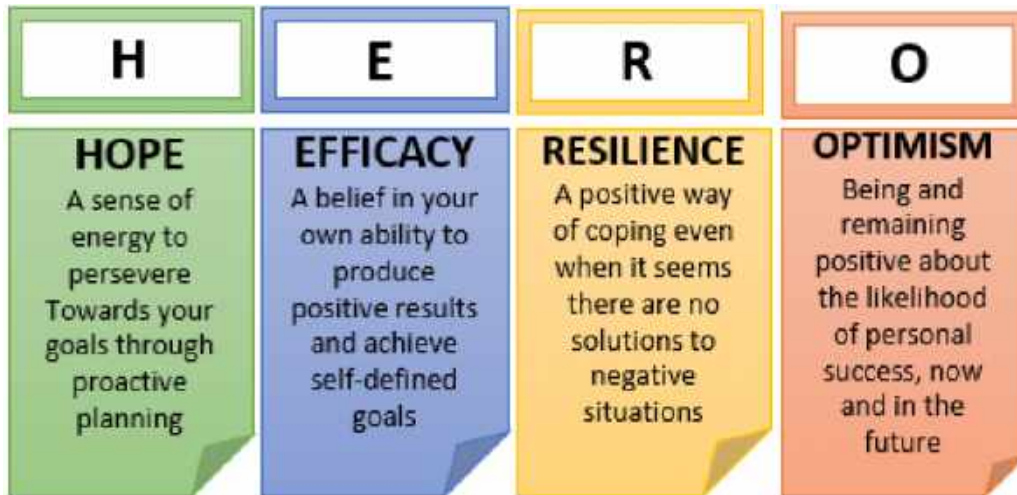 H
HOPE
A sense of
energy to
persevere
Towards your
goals through
proactive
planning
E
EFFICACY
A belief in your
own ability to
produce
positive results
and achieve
self-defined
goals
R
RESILIENCE
A positive way
of coping even
when it seems
there are no
solutions to
negative
situations
O
OPTIMISM
Being and
remaining
positive about
the likelihood
of personal
success, now
and in the
future